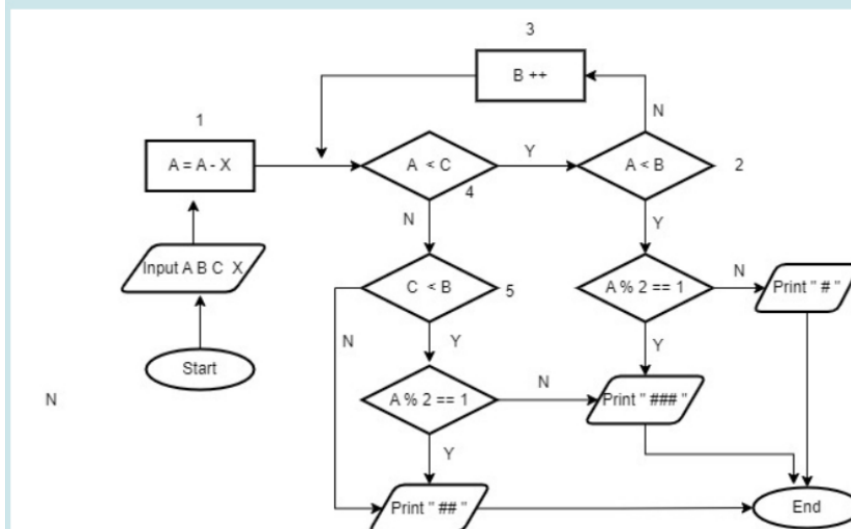 3
B ++
N
1
A = A - X
A < C
Y
A < B
2
4
N
Y
Input A B C X
C < B
5
A % 2 == 1
N
Print " # "
N
Y
Y
Start
N
A % 2 == 1
N
Print " ### "
Y
Print " ## "
End